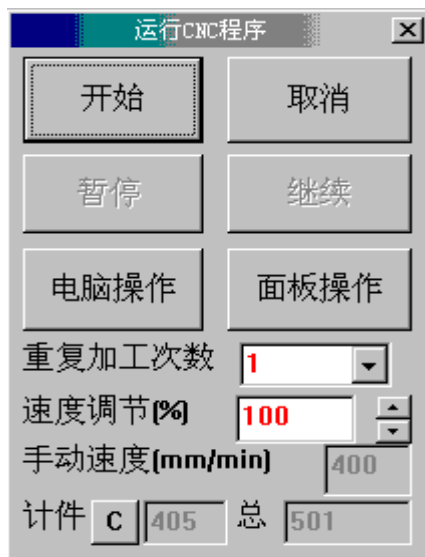 运行CNC程序
开始 取消
暂停 继续
电脑操作 面板操作
重复加工次数 1
速度调节(%) 100
手动速度(mm/min) 400
计件 C 405 总 501